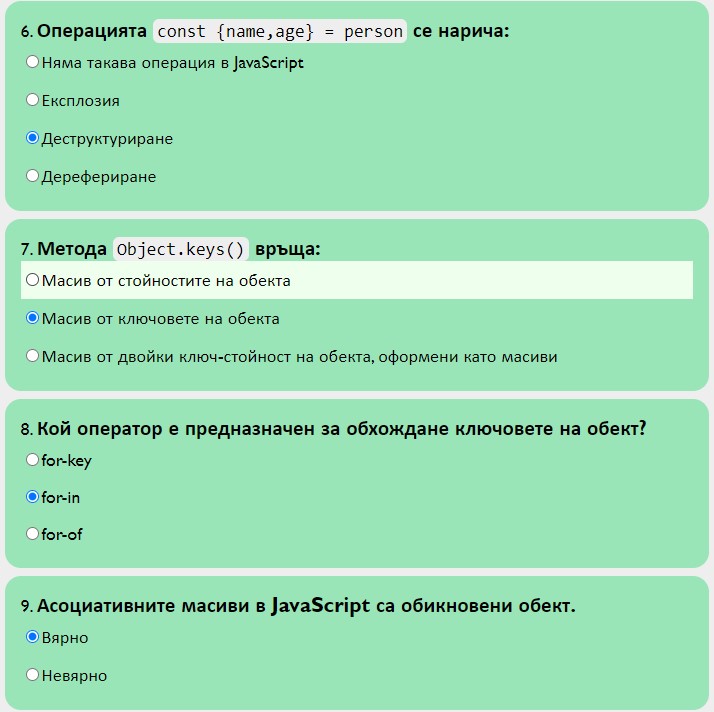 6. Операцията const {name,age} = person се нарича:
Няма такава операция в JavaScript
Експлозия
Деструктуриране
Дерефериране
7. Метода Object.keys() връща:
Масив от стойностите на обекта
Масив от ключовете на обекта
Масив от двойки ключ-стойност на обекта, оформени като масиви
8. Кой оператор е предназначен за обхождане ключовете на обект?
for-key
for-in
for-of
9. Асоциативните масиви в JavaScript са обикновени обект.
Вярно
Невярно